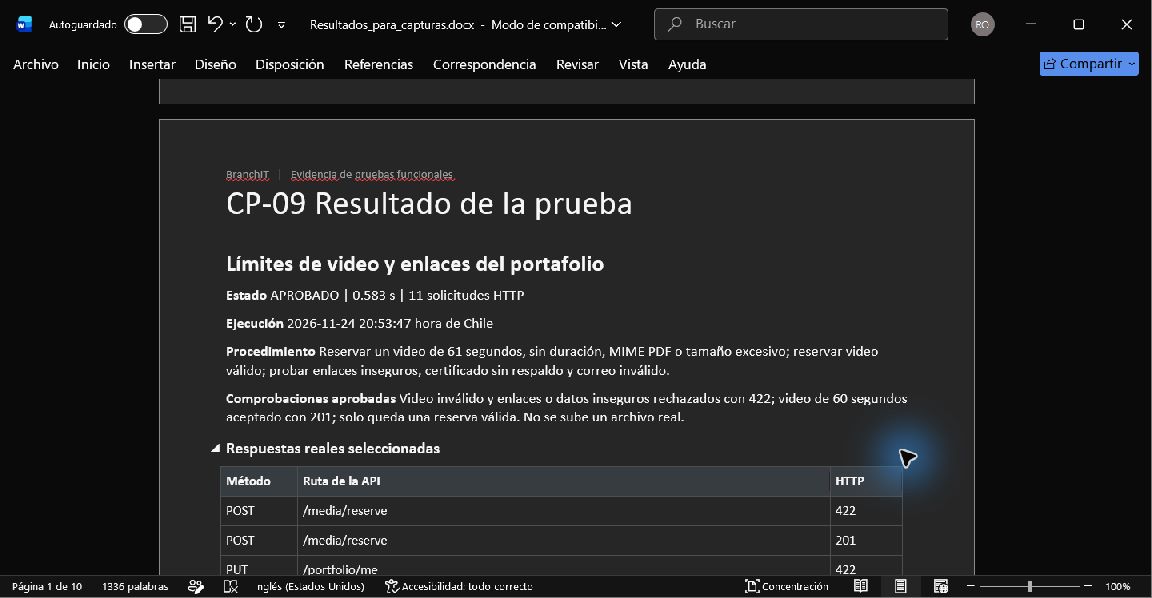 Autoguardado
Resultados_para_capturas.docx - Modo de compatibi...
Buscar
RO
Archivo Inicio Insertar Diseño Disposición Referencias Correspondencia Revisar Vista Ayuda
Compartir
BranchIT | Evidencia de pruebas funcionales
CP-09 Resultado de la prueba
Límites de video y enlaces del portafolio
Estado APROBADO | 0.583 s | 11 solicitudes HTTP
Ejecución 2026-11-24 20:53:47 hora de Chile
Procedimiento Reservar un video de 61 segundos, sin duración, MIME PDF o tamaño excesivo; reservar video
válido; probar enlaces inseguros, certificado sin respaldo y correo inválido.
Comprobaciones aprobadas Video inválido y enlaces o datos inseguros rechazados con 422; video de 60 segundos
aceptado con 201; solo queda una reserva válida. No se sube un archivo real.
Respuestas reales seleccionadas
Método Ruta de la API HTTP
POST /media/reserve 422
POST /media/reserve 201
PUT /portfolio/me 422
Página 1 de 10 1336 palabras nglés (Estados Unidos) Accesibilidad: todo correcto Concentración 100%